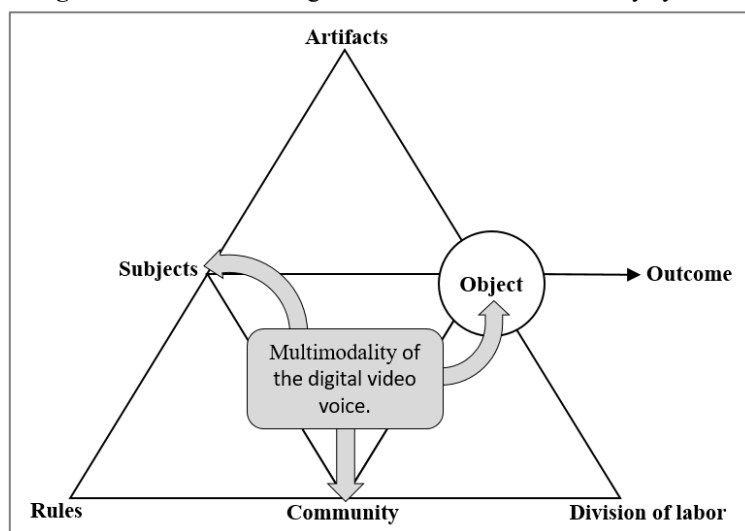 Artifacts
Subjects
Object
Outcome
Multimodality of
the digital video
voice.
Rules
Community
Division of labor